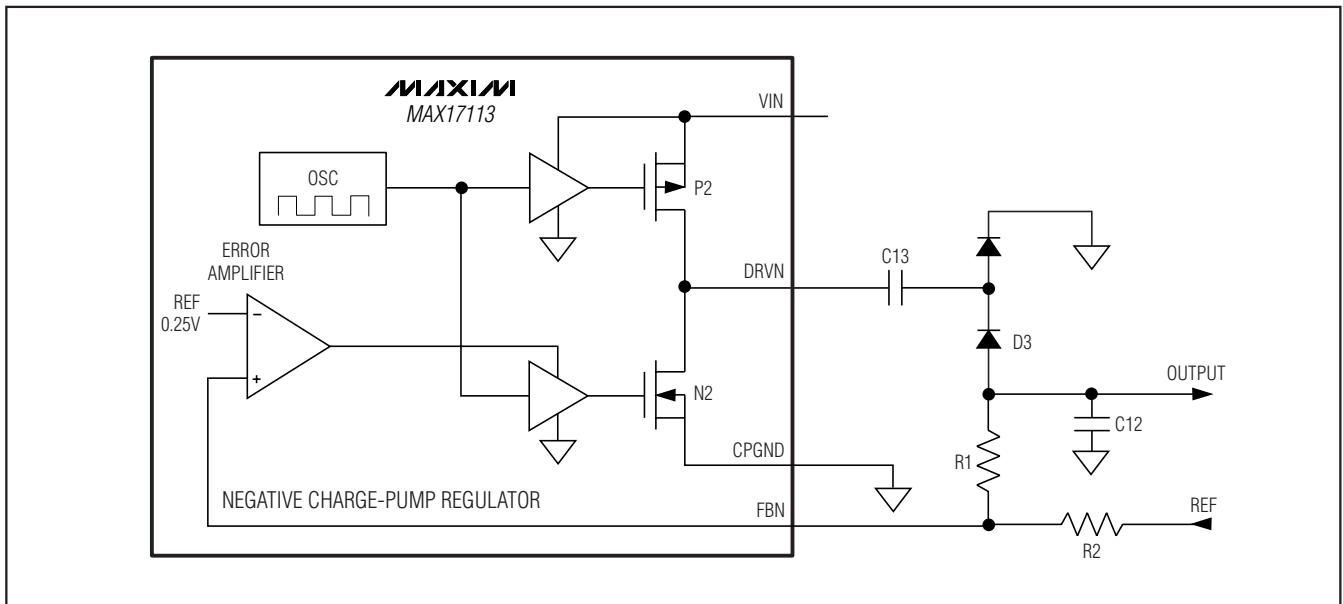 MAXIM
MAX17113
VIN
OSC
P2
ERROR
AMPLIFIER
C13
DRVN
REF
0.25V
-
+
D3
OUTPUT
N2
C12
CPGND
R1
NEGATIVE CHARGE-PUMP REGULATOR
FBN
REF
R2